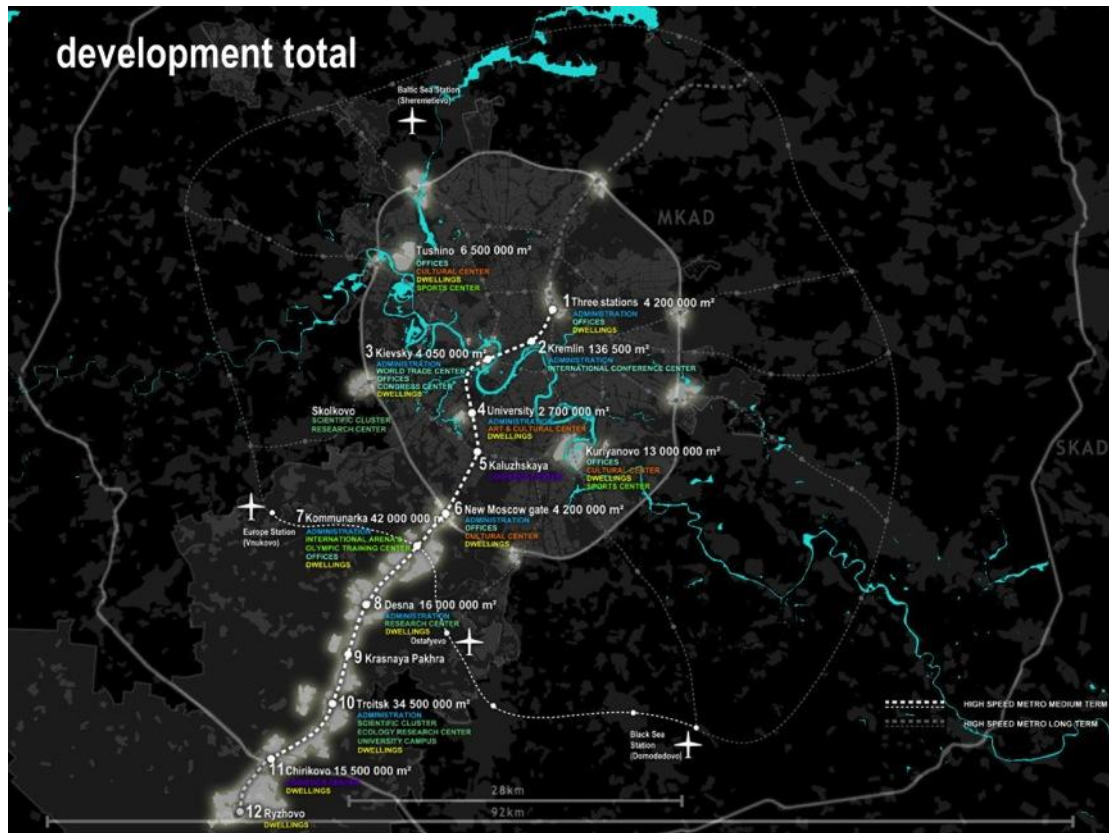 development total
Baltic Sea Station
(Sheremetievo)
MKAD
Tushino 6 500 000 m²
OFFICES
CULTURAL CENTER
DWELLINGS
SPORTS CENTER
1 Three stations 4 200 000 m²
ADMINISTRATION
OFFICES
DWELLINGS
2 Kremlin 136 500 m²
ADMINISTRATION
INTERNATIONAL CONFERENCE CENTER
3 Kievsky 4 050 000 m²
ADMINISTRATION
WORLD TRADE CENTER
OFFICES
CONGRESS CENTER
DWELLINGS
Skolkovo
SCIENTIFIC CLUSTER
RESEARCH CENTER
4 University 2 700 000 m²
ADMINISTRATION
ART & CULTURAL CENTER
DWELLINGS
Kuriyanovo 13 000 000 m²
OFFICES
CULTURAL CENTER
DWELLINGS
SPORTS CENTER
SKAD
5 Kaluzhskaya
6 New Moscow gate 4 200 000 m²
ADMINISTRATION
OFFICES
CULTURAL CENTER
DWELLINGS
Europe Station
(Vnukovo)
7 Kommunarka 42 000 000 m²
ADMINISTRATION
INTERNATIONAL ARENA'S
OLYMPIC TRAINING CENTER
OFFICES
DWELLINGS
8 Desna 16 000 000 m²
ADMINISTRATION
RESEARCH CENTER
DWELLINGS
Ostafyevo
9 Krasnaya Pakhra
10 Troitsk 34 500 000 m²
ADMINISTRATION
SCIENTIFIC CLUSTER
ECOLOGY RESEARCH CENTER
UNIVERSITY CAMPUS
DWELLINGS
HIGH SPEED METRO MEDIUM TERM
HIGH SPEED METRO LONG TERM
Black Sea
Station
(Domodedovo)
11 Chirikovo 15 500 000 m²
DWELLINGS
12 Ryzhovo
DWELLINGS
28km
92km